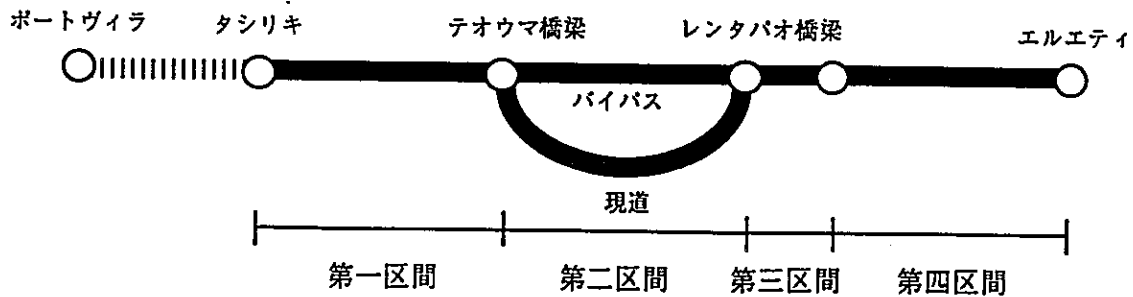 ポートヴィラ
タシリキ
テオウマ橋梁
レンタパオ橋梁
エルエティ
バイパス
現道
第一区間
第二区間
第三区間
第四区間